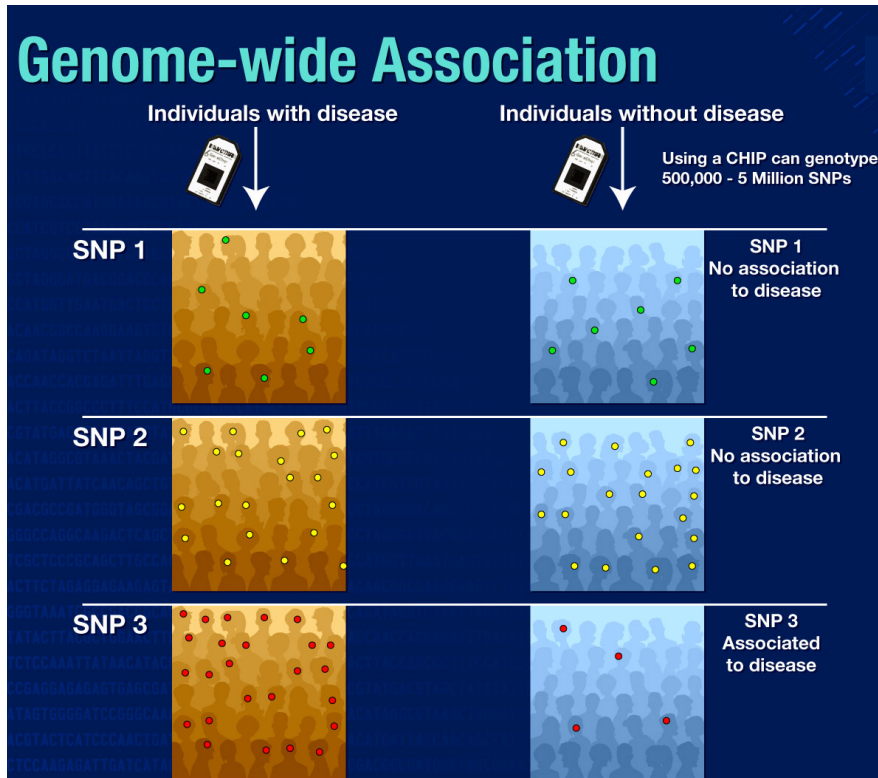 Genome-wide Association
Individuals with disease
Individuals without disease
Using a CHIP can genotype
500,000 - 5 Million SNPs
SNP 1
SNP 1
No association
to disease
SNP 2
SNP 2
No association
to disease
SNP 3
SNP 3
Associated
to disease